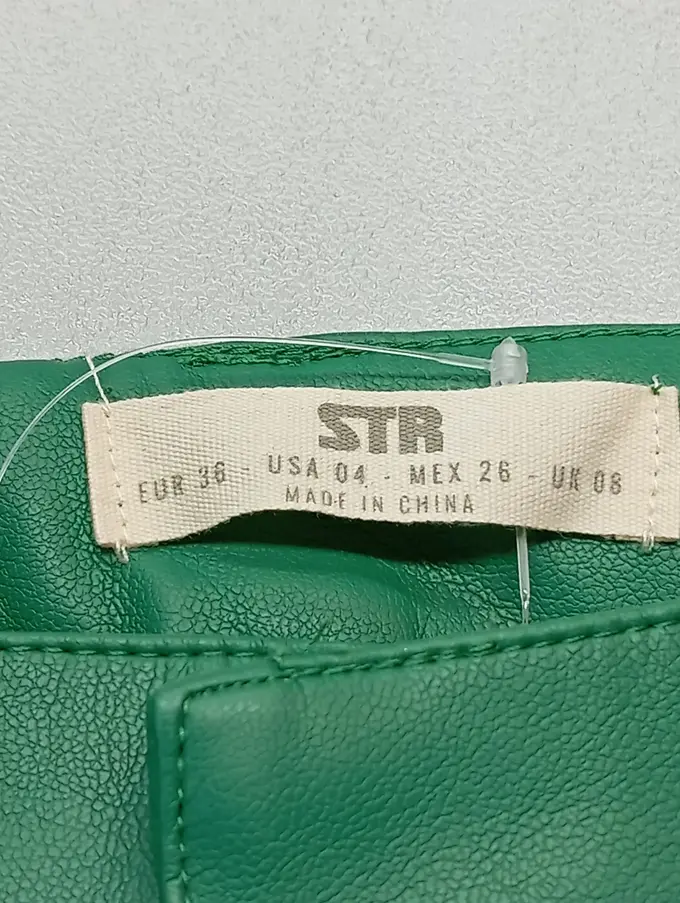 STR
EUR 36 - USA 04 - MEX 26 - UK 08
MADE IN CHINA